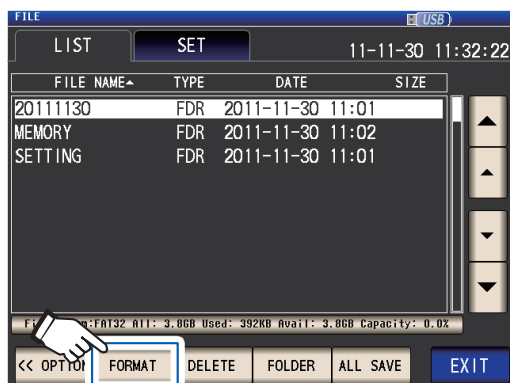 FILE USB
LIST SET 11-11-30 11:32:22
FILE NAME▲ TYPE DATE SIZE
20111130 FDR 2011-11-30 11:01
MEMORY FDR 2011-11-30 11:02
SETTING FDR 2011-11-30 11:01
:FAT32 All: 3.8GB Used: 392KB Avail: 3.8GB Capacity: 0.0%
<< OPTION FORMAT DELETE FOLDER ALL SAVE EXIT